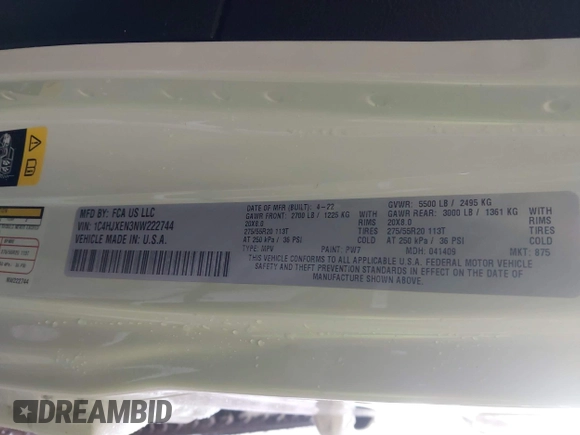 MFD BY: FCA US LLC
DATE OF MFR (BUILT): 4-22
GVWR: 5500 LB / 2495 KG
VIN: 1C4HJXEN3NW222744
GAWR FRONT: 2700 LB / 1225 KG
WITH
GAWR REAR: 3000 LB / 1361 KG
WITH
VEHICLE MADE IN: U.S.A.
20X8.0
RIMS
20X8.0
RIMS
275/55R20 113T
TIRES
275/55R20 113T
TIRES
AT 250 kPa / 36 PSI
COLD
AT 250 kPa / 36 PSI
COLD
TYPE: MPV
PAINT: PW7
MDH: 041409
MKT: 875
THIS VEHICLE CONFORMS TO ALL APPLICABLE U.S.A. FEDERAL MOTOR VEHICLE
SAFETY, BUMPER, AND THEFT PREVENTION STANDARDS IN EFFECT ON THE DATE OF
MANUFACTURE SHOWN ABOVE.
NW222744
DREAMBID